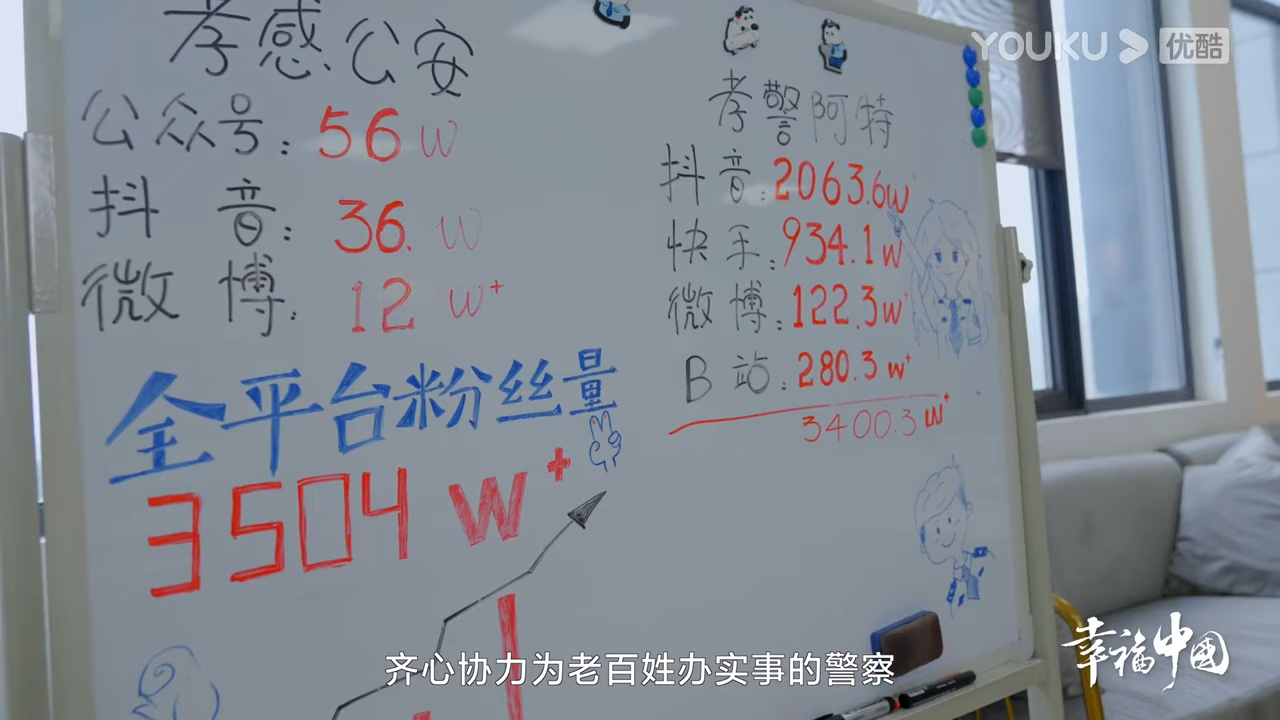 YOUKU 优酷
孝感公安
公众号: 56w
抖音: 36.w
微博: 12w+
全平台粉丝量
3504w+
孝警阿特
抖音: 2063.6w+
快手: 934.1w
微博: 122.3w+
B站: 280.3w+
3400.3w+
齐心协力为老百姓办实事的警察
幸福中国